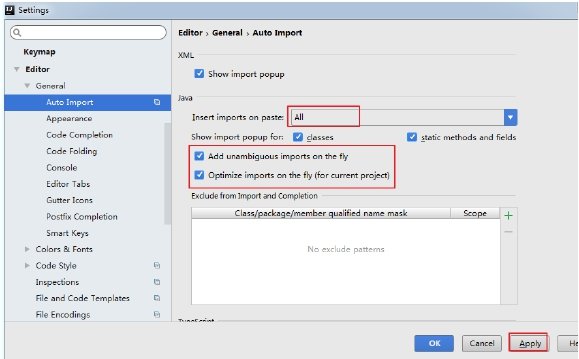 Settings
Keymap
Editor
General
Auto Import
Appearance
Code Completion
Code Folding
Console
Editor Tabs
Gutter Icons
Postfix Completion
Smart Keys
Colors & Fonts
Code Style
Inspections
File and Code Templates
File Encodings
Editor › General › Auto Import
XML
Show import popup
Java
Insert imports on paste: All
Show import popup for: classes static methods and fields
Add unambiguous imports on the fly
Optimize imports on the fly (for current project)
Exclude from Import and Completion
Class/package/member qualified name mask Scope
No exclude patterns
TypeScript
OK Cancel Apply He